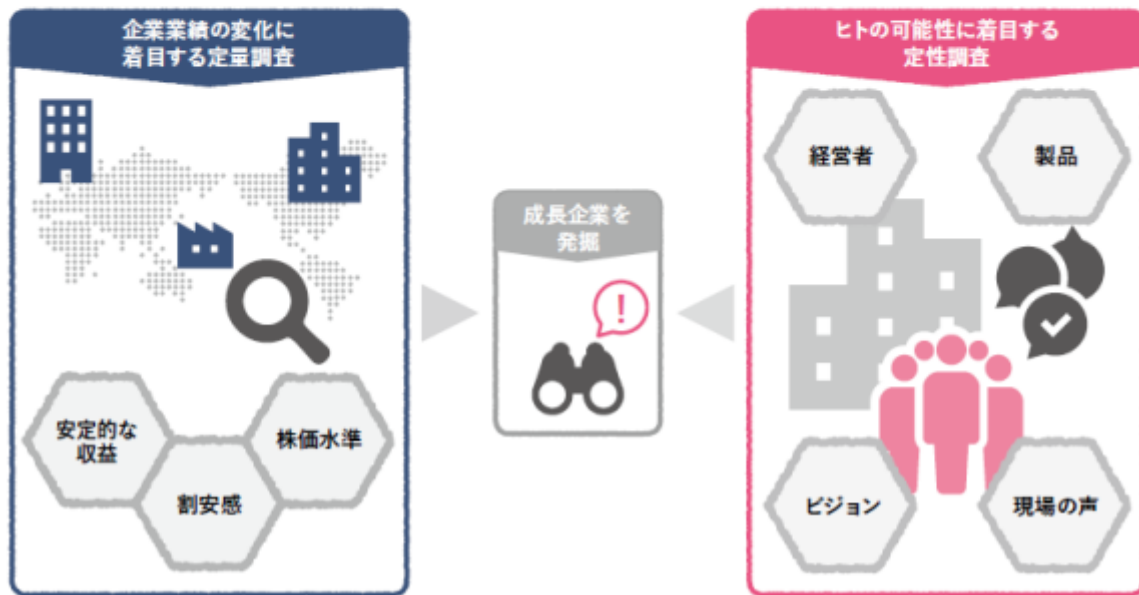 企業業績の変化に
着目する定量調査
安定的な
収益
割安感
株価水準
成長企業を
発掘
!
ヒトの可能性に着目する
定性調査
経営者
製品
ビジョン
現場の声